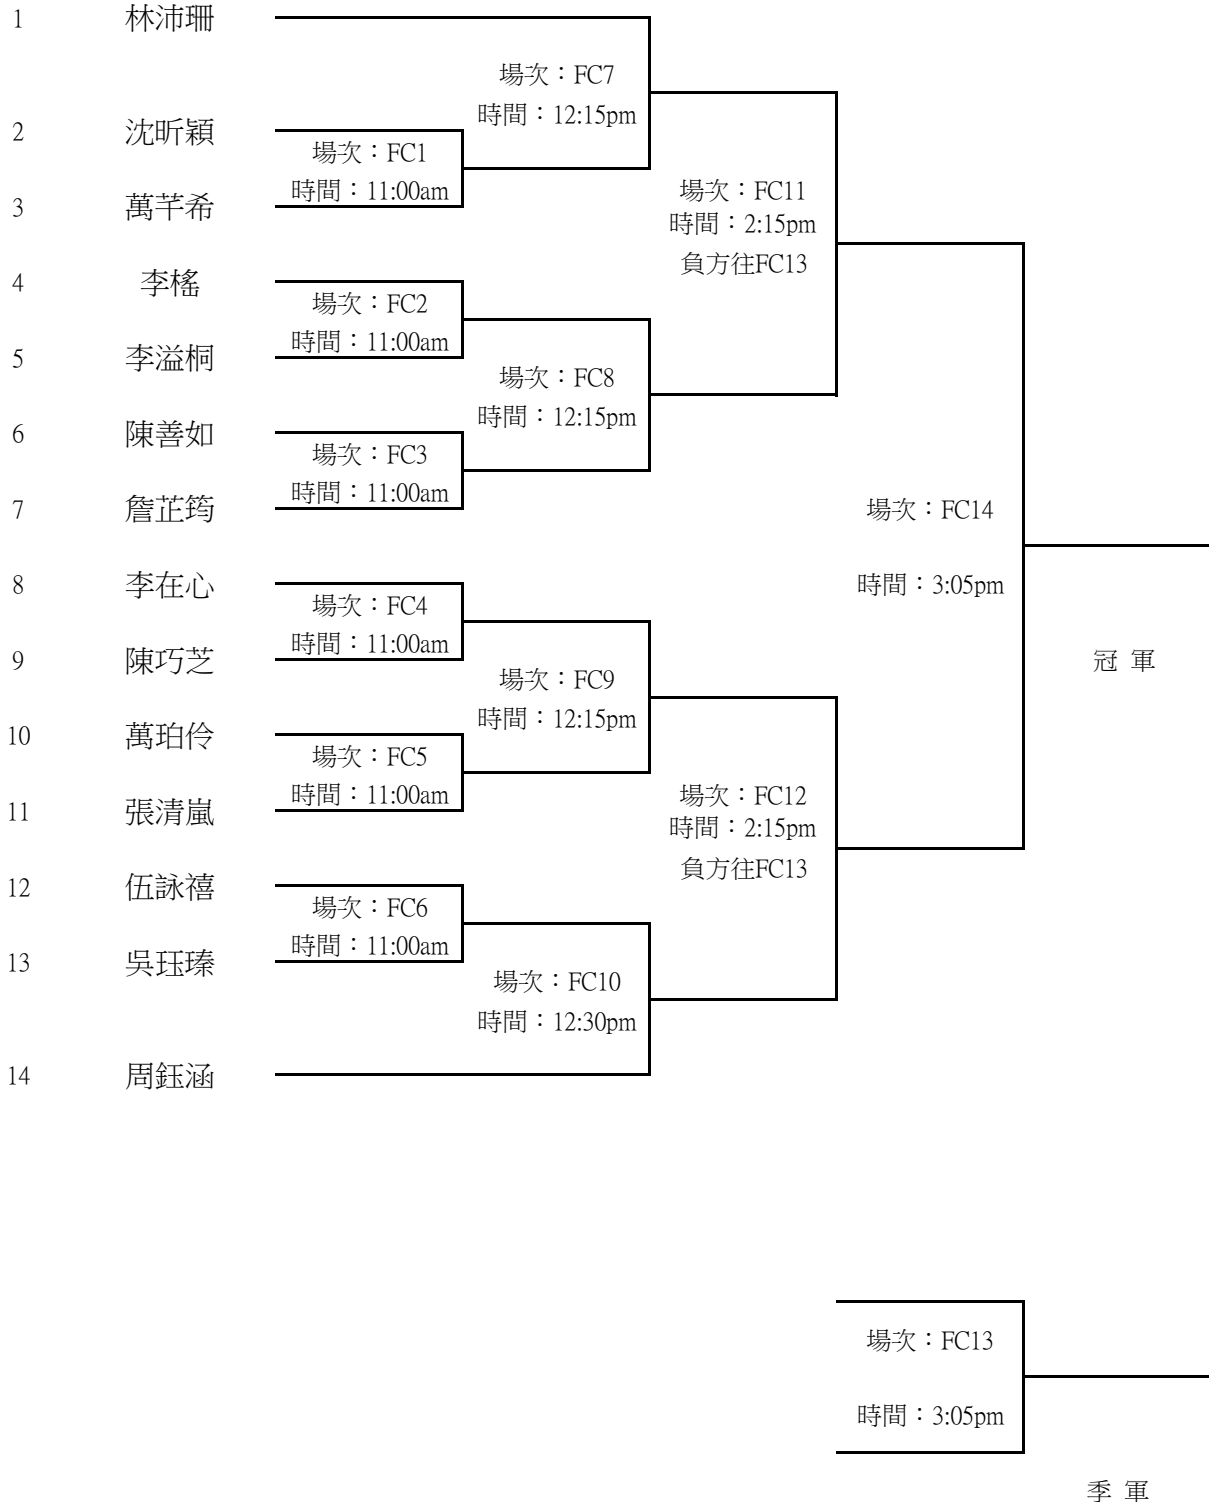 1 林沛珊
場次：FC7
時間：12:15pm
2 沈昕穎
場次：FC1
時間：11:00am
3 萬芊希
場次：FC11
時間：2:15pm
負方往FC13
4 李榣
場次：FC2
時間：11:00am
5 李溢桐
場次：FC8
時間：12:15pm
6 陳善如
場次：FC3
時間：11:00am
7 詹芷筠
場次：FC14
時間：3:05pm
8 李在心
場次：FC4
時間：11:00am
9 陳巧芝
冠 軍
場次：FC9
時間：12:15pm
10 萬珀伶
場次：FC5
時間：11:00am
11 張清嵐
場次：FC12
時間：2:15pm
負方往FC13
12 伍詠禧
場次：FC6
時間：11:00am
13 吳玨瑧
場次：FC10
時間：12:30pm
14 周鈺涵
場次：FC13
時間：3:05pm
季 軍